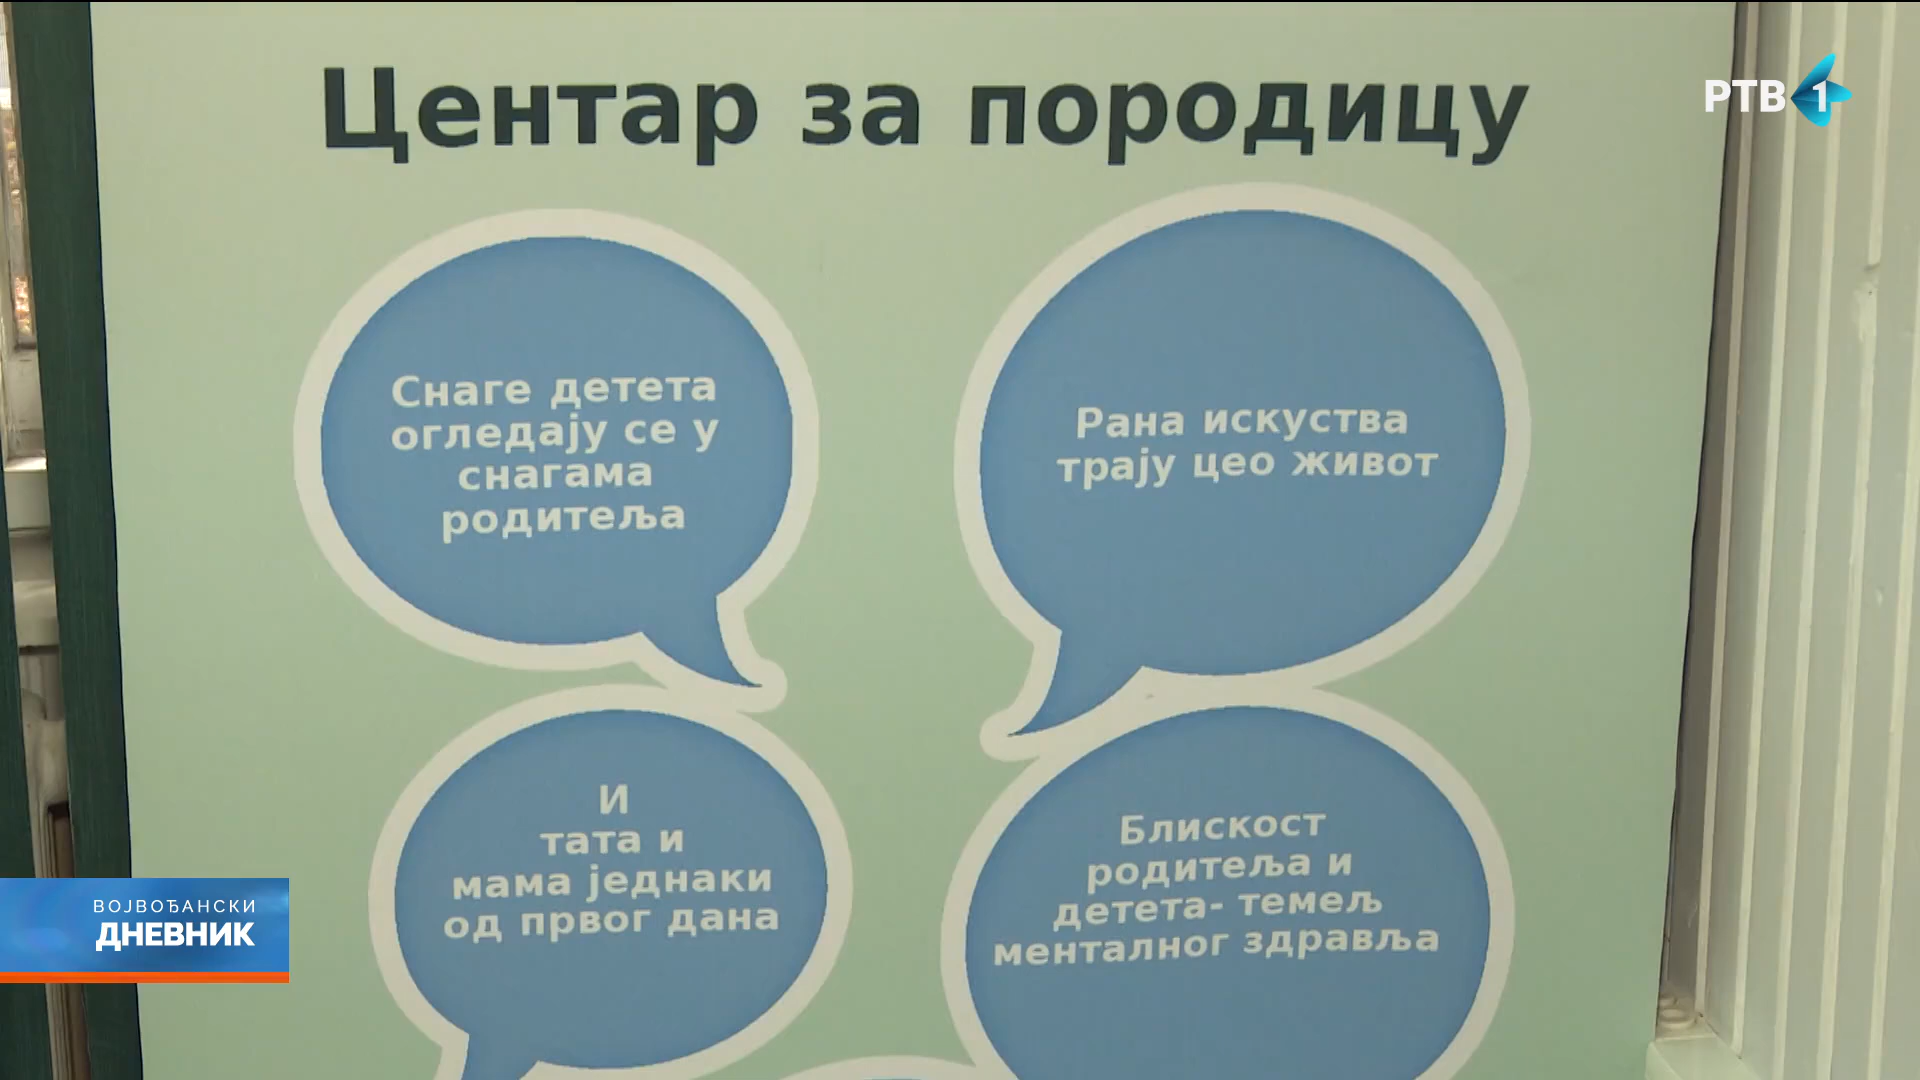 Центар за породицу
РТВ 1
Снаге детета
огледају се у
снагама
родитеља
Рана искуства
трају цео живот
И
тата и
мама једнаки
од првог дана
Блискост
родитеља и
детета- темељ
менталног здравља
ВОЈВОЂАНСКИ
ДНЕВНИК